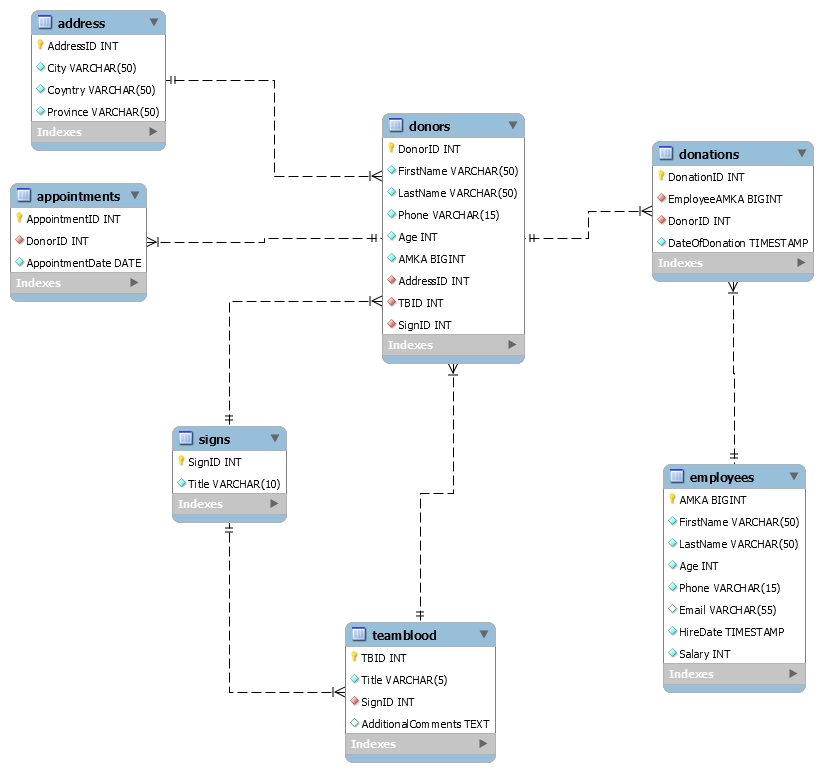 address
AddressID INT
City VARCHAR(50)
Coyntry VARCHAR(50)
Province VARCHAR(50)
Indexes
appointments
AppointmentID INT
DonorID INT
AppointmentDate DATE
Indexes
donors
DonorID INT
FirstName VARCHAR(50)
LastName VARCHAR(50)
Phone VARCHAR(15)
Age INT
AMKA BIGINT
AddressID INT
TBID INT
SignID INT
Indexes
donations
DonationID INT
EmployeeAMKA BIGINT
DonorID INT
DateOfDonation TIMESTAMP
Indexes
signs
SignID INT
Title VARCHAR(10)
Indexes
employees
AMKA BIGINT
FirstName VARCHAR(50)
LastName VARCHAR(50)
Age INT
Phone VARCHAR(15)
Email VARCHAR(55)
HireDate TIMESTAMP
Salary INT
Indexes
teamblood
TBID INT
Title VARCHAR(5)
SignID INT
AdditionalComments TEXT
Indexes